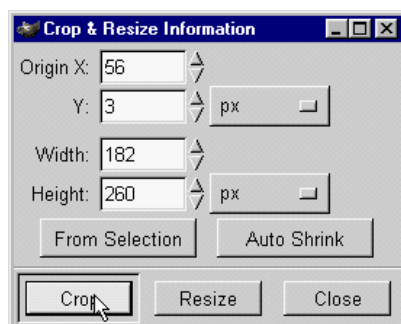 Crop & Resize Information
Origin X: 56
Y: 3 px
Width: 182
Height: 260 px
From Selection Auto Shrink
Crop Resize Close